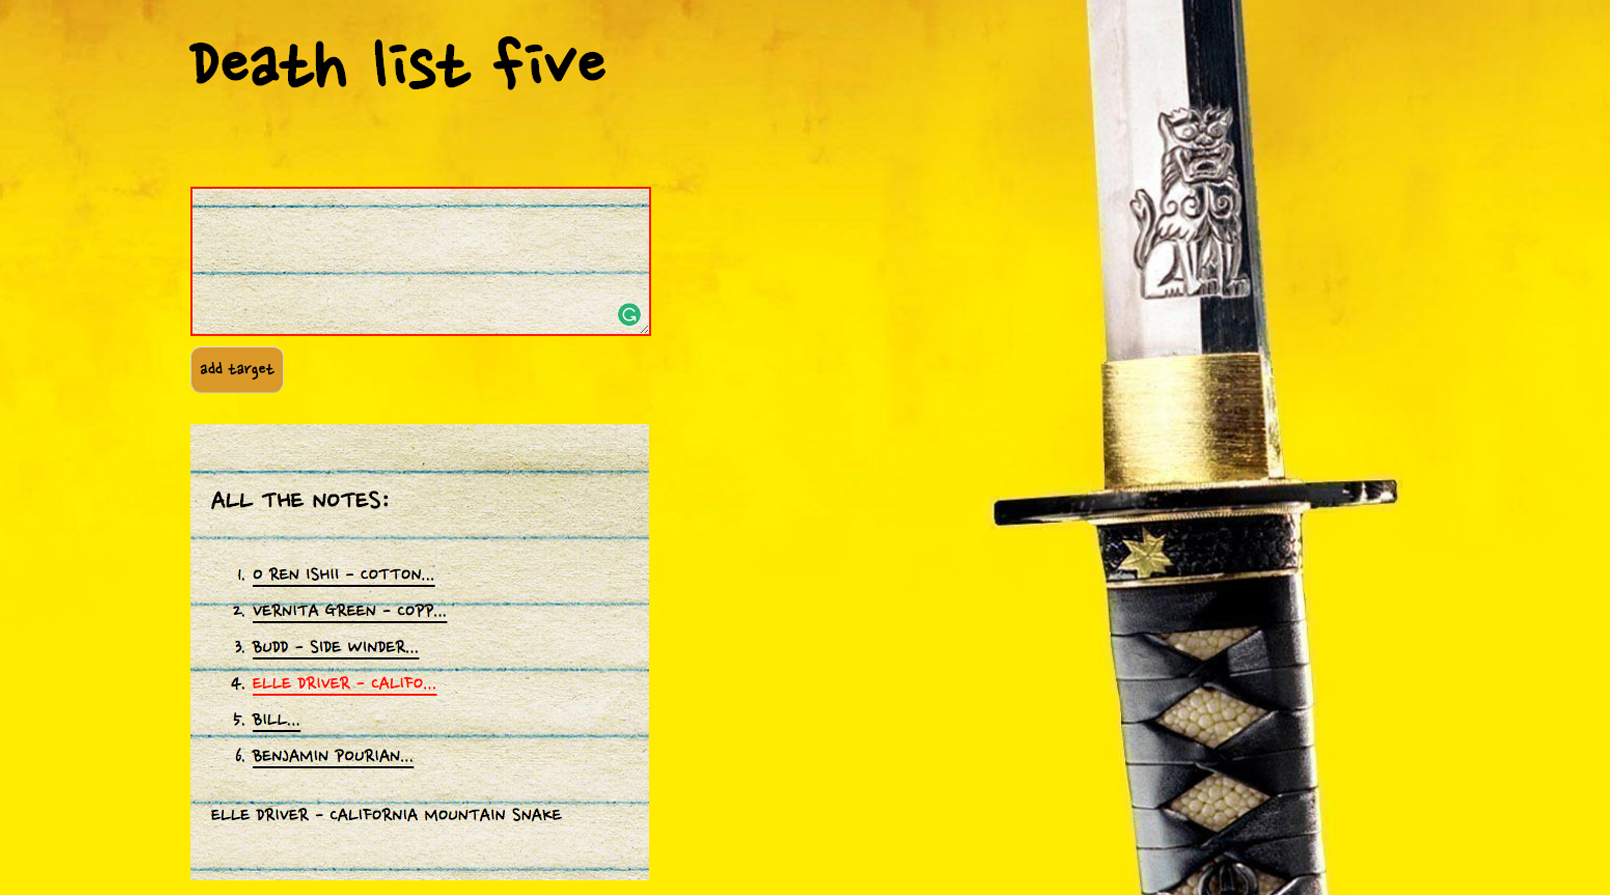 Death list five
add target
ALL THE NOTES:
1. O REN ISHII - COTTON...
2. VERNITA GREEN - COPP...
3. BUDD - SIDE WINDER...
4. ELLE DRIVER - CALIFO...
5. BILL...
6. BENJAMIN POURIAN...
ELLE DRIVER - CALIFORNIA MOUNTAIN SNAKE